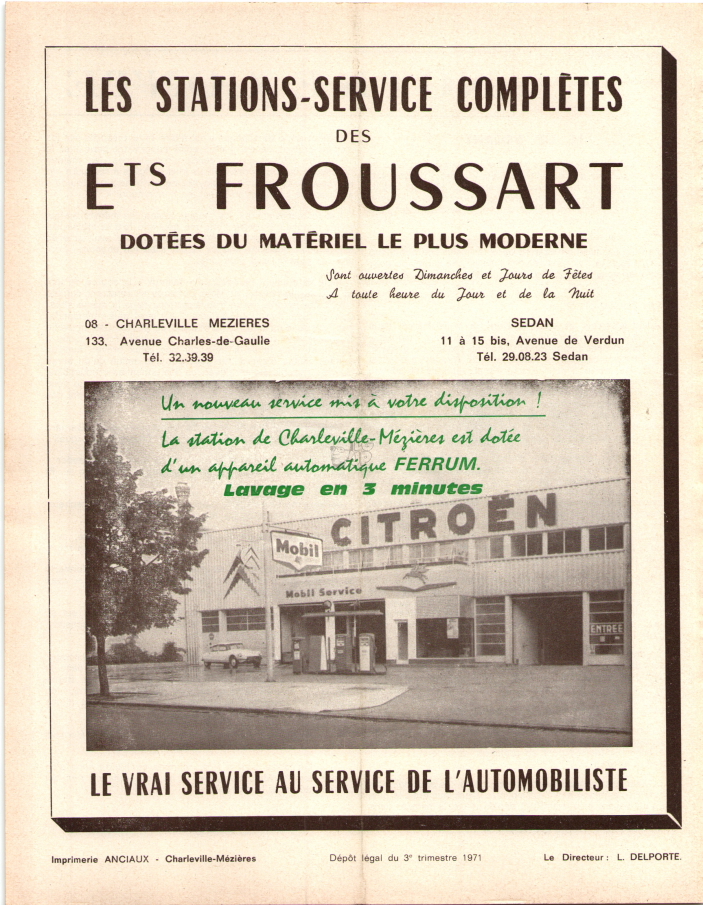 LES STATIONS-SERVICE COMPLÈTES
DES
ETS FROUSSART
DOTÉES DU MATÉRIEL LE PLUS MODERNE
Sont ouvertes Dimanches et Jours de Fêtes
A toute heure du Jour et de la Nuit
08 - CHARLEVILLE MEZIERES
133, Avenue Charles-de-Gaulle
Tél. 32.39.39
SEDAN
11 à 15 bis, Avenue de Verdun
Tél. 29.08.23 Sedan
Un nouveau service mis à votre disposition !
La station de Charleville-Mézières est dotée
d'un appareil automatique FERRUM.
Lavage en 3 minutes
CITROËN
Mobil
Mobil Service
ENTREE
LE VRAI SERVICE AU SERVICE DE L'AUTOMOBILISTE
Imprimerie ANCIAUX - Charleville-Mézières
Dépôt légal du 3e trimestre 1971
Le Directeur : L. DELPORTE.